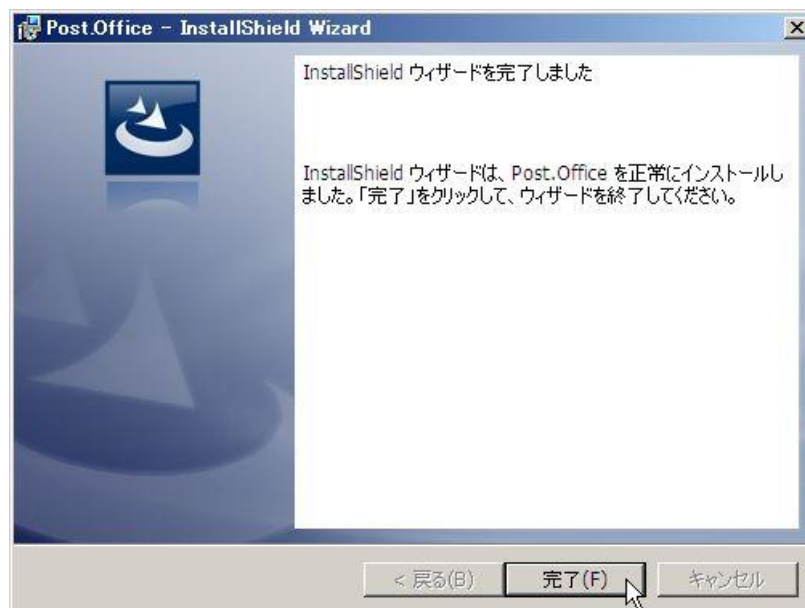 Post.Office - InstallShield Wizard
InstallShield ウィザードを完了しました
InstallShield ウィザードは、Post.Office を正常にインストールし
ました。「完了」をクリックして、ウィザードを終了してください。
< 戻る(B)
完了(F)
キャンセル